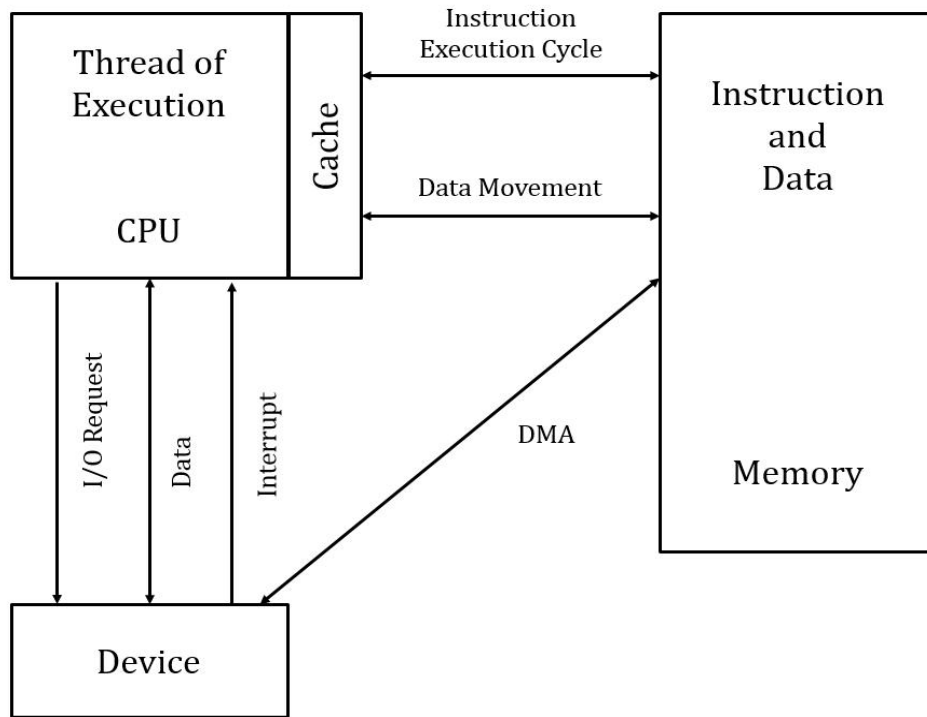 Thread of
Execution
CPU
Cache
Instruction
Execution Cycle
Data Movement
Instruction
and
Data
Memory
I/O Request
Data
Interrupt
DMA
Device